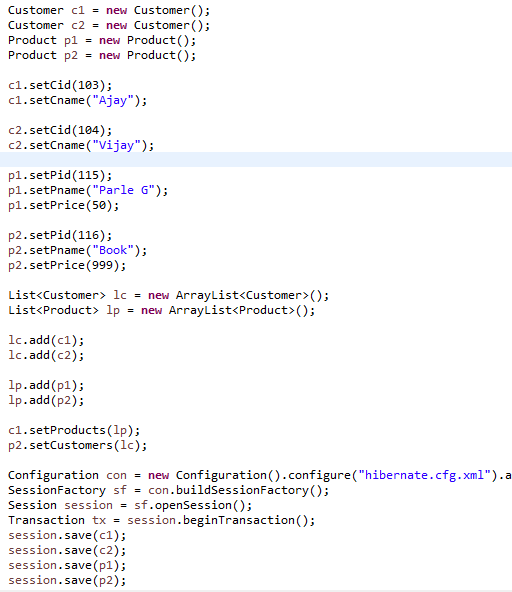 Customer c1 = new Customer();
Customer c2 = new Customer();
Product p1 = new Product();
Product p2 = new Product();
c1.setCid(103);
c1.setCname("Ajay");
c2.setCid(104);
c2.setCname("Vijay");
p1.setPid(115);
p1.setPname("Parle G");
p1.setPrice(50);
p2.setPid(116);
p2.setPname("Book");
p2.setPrice(999);
List<Customer> lc = new ArrayList<Customer>();
List<Product> lp = new ArrayList<Product>();
lc.add(c1);
lc.add(c2);
lp.add(p1);
lp.add(p2);
c1.setProducts(lp);
p2.setCustomers(lc);
Configuration con = new Configuration().configure("hibernate.cfg.xml").a
SessionFactory sf = con.buildSessionFactory();
Session session = sf.openSession();
Transaction tx = session.beginTransaction();
session.save(c1);
session.save(c2);
session.save(p1);
session.save(p2);